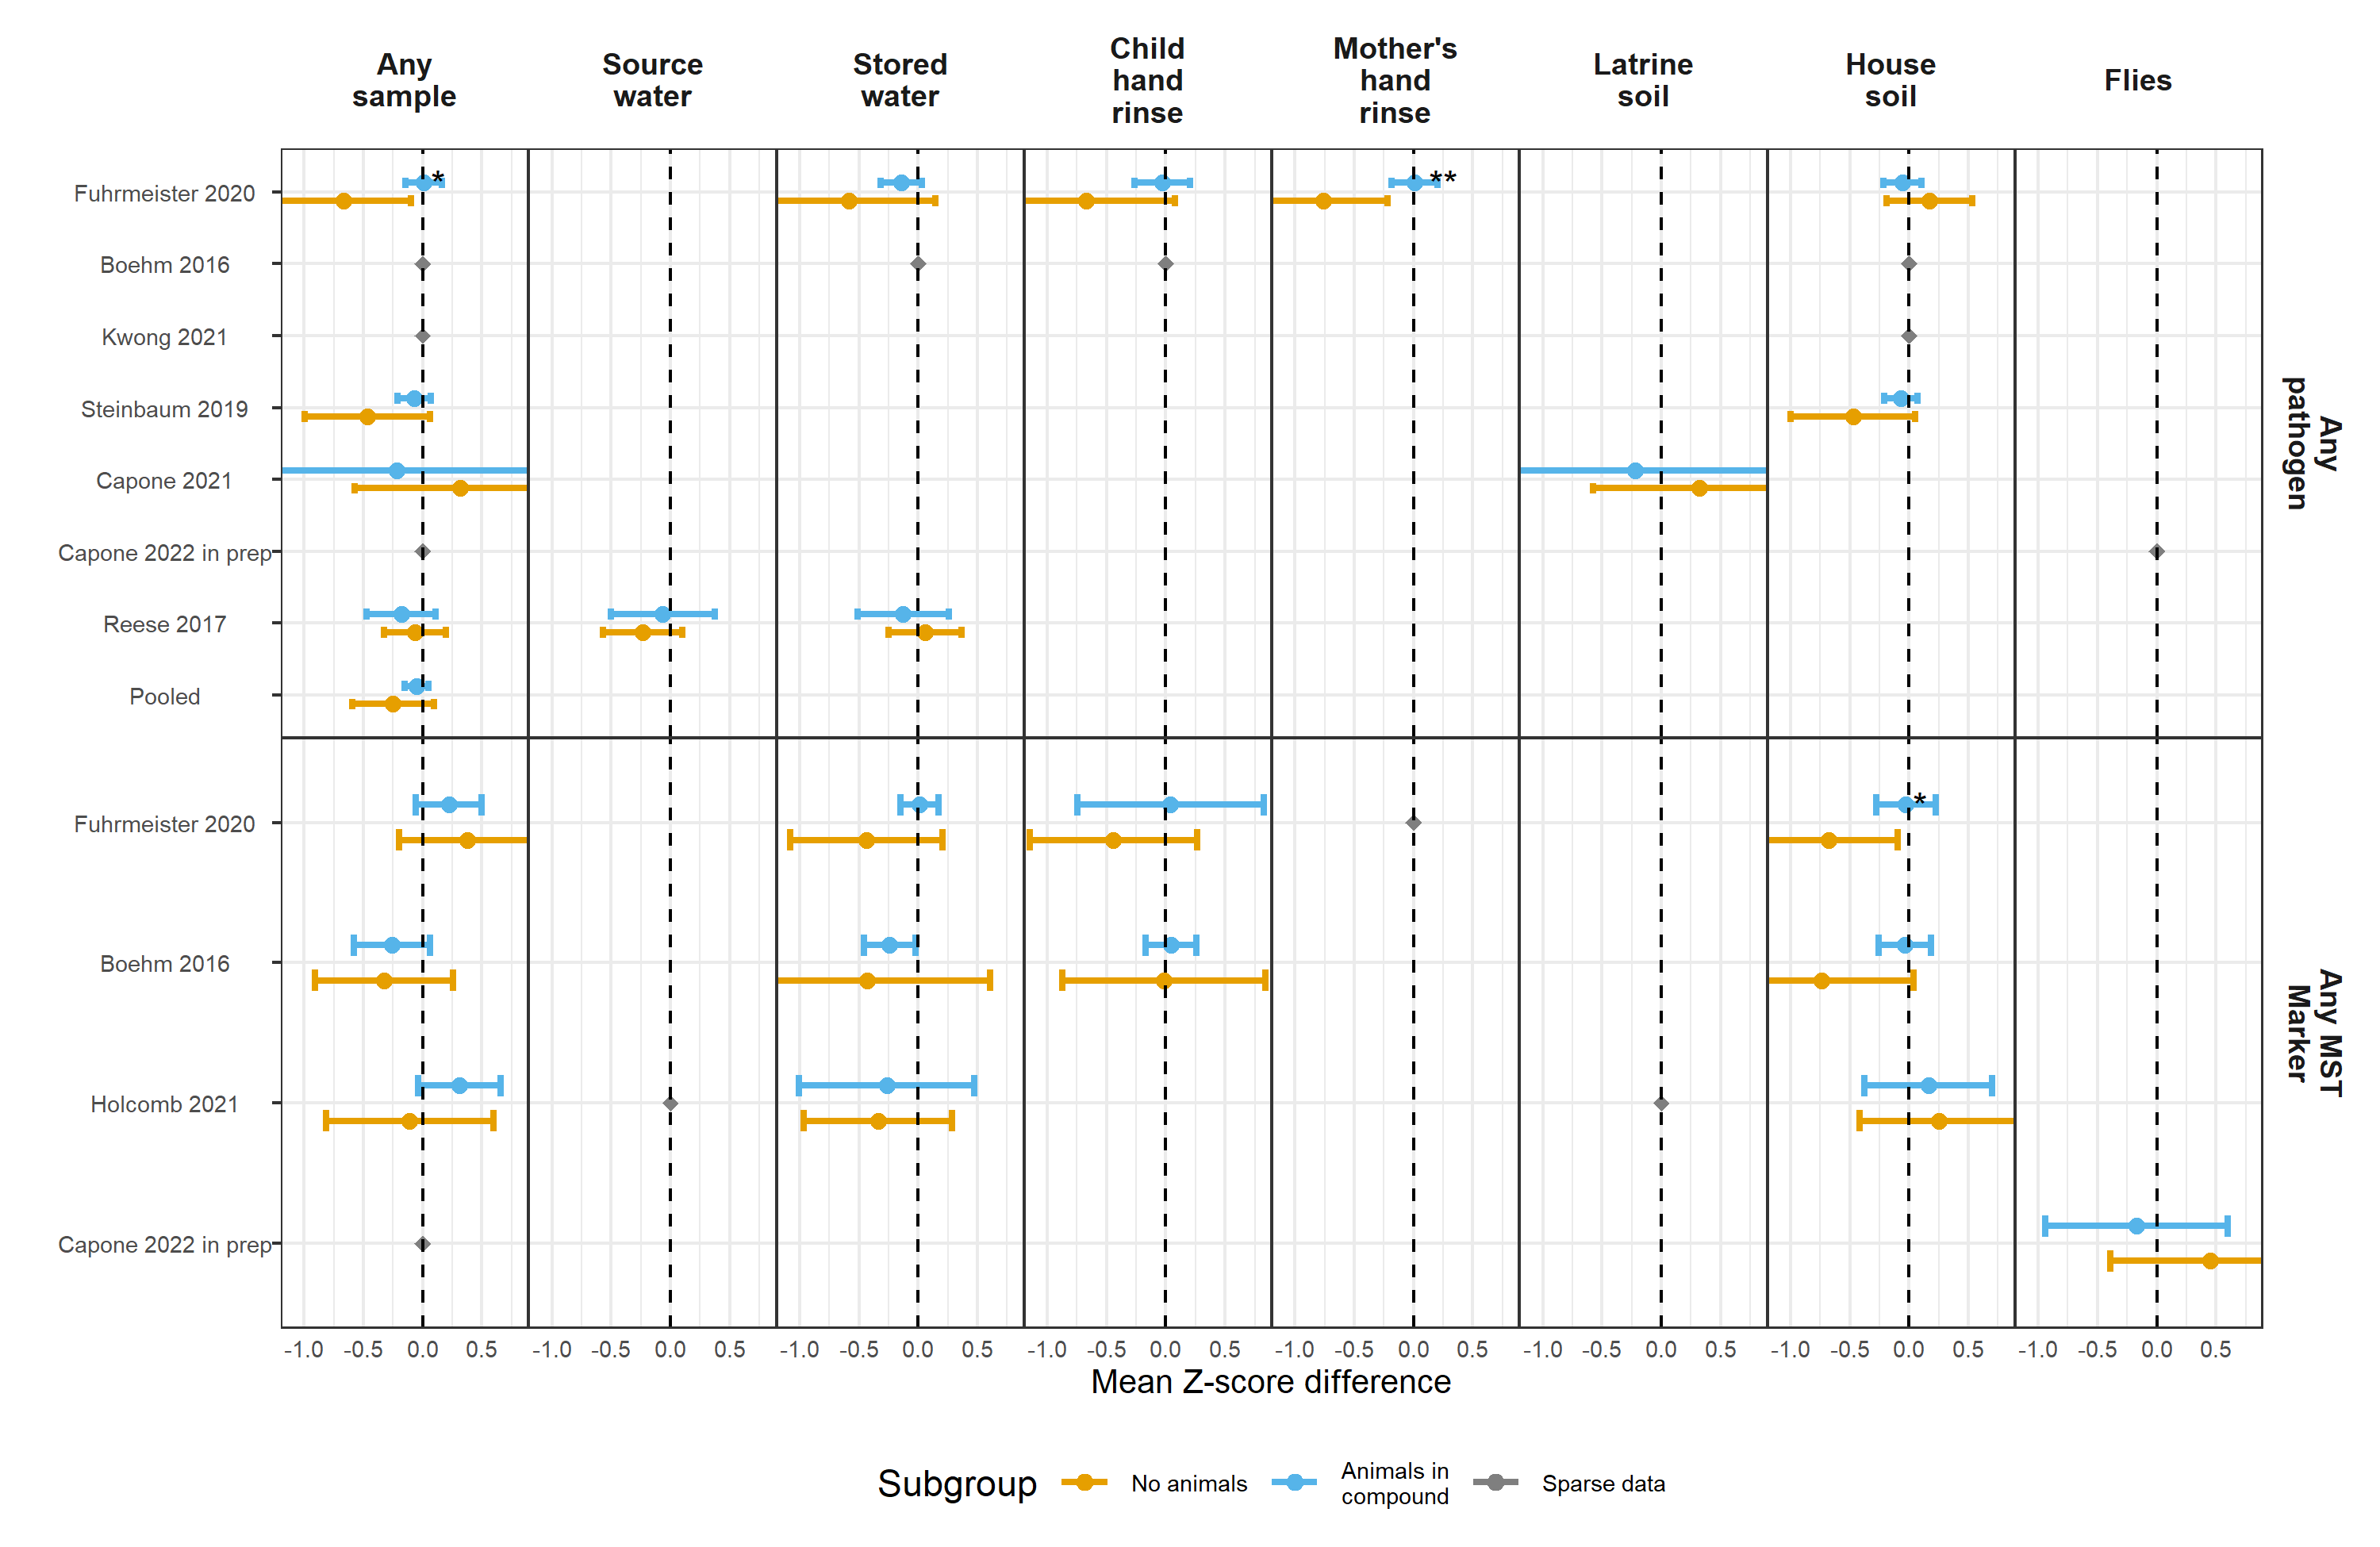 Any
sample
Source
water
Stored
water
Child
hand
rinse
Mother's
hand
rinse
Latrine
soil
House
soil
Flies
Fuhrmeister 2020
*
**
Boehm 2016
Kwong 2021
Steinbaum 2019
Capone 2021
Capone 2022 in prep
Reese 2017
Pooled
Any
pathogen
Fuhrmeister 2020
*
Boehm 2016
Holcomb 2021
Capone 2022 in prep
Any MST
Marker
-1.0 -0.5 0.0 0.5 -1.0 -0.5 0.0 0.5 -1.0 -0.5 0.0 0.5 -1.0 -0.5 0.0 0.5 -1.0 -0.5 0.0 0.5 -1.0 -0.5 0.0 0.5 -1.0 -0.5 0.0 0.5 -1.0 -0.5 0.0 0.5
Mean Z-score difference
Subgroup
No animals
Animals in
compound
Sparse data